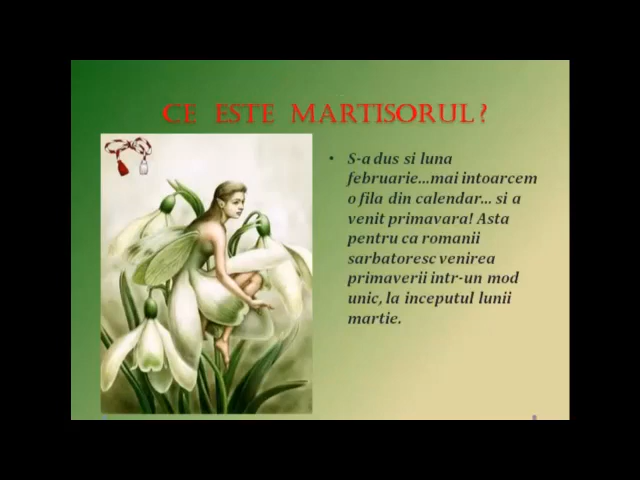 CE ESTE MARTISORUL?
• S-a dus si luna
februarie...mai intoarcem
o fila din calendar... si a
venit primavara! Asta
pentru ca romanii
sarbatoresc venirea
primaverii intr-un mod
unic, la inceputul lunii
martie.